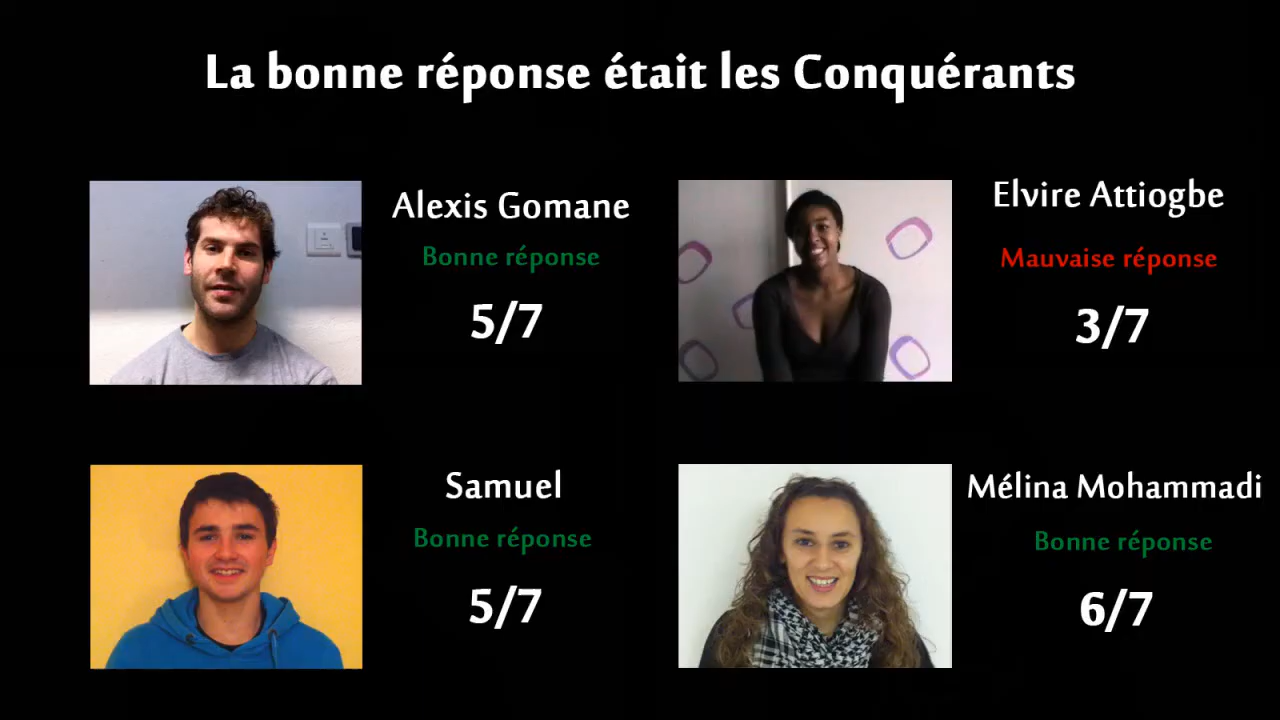 La bonne réponse était les Conquérants
Alexis Gomane
Bonne réponse
5/7
Elvire Attiogbe
Mauvaise réponse
3/7
Samuel
Bonne réponse
5/7
Mélina Mohammadi
Bonne réponse
6/7